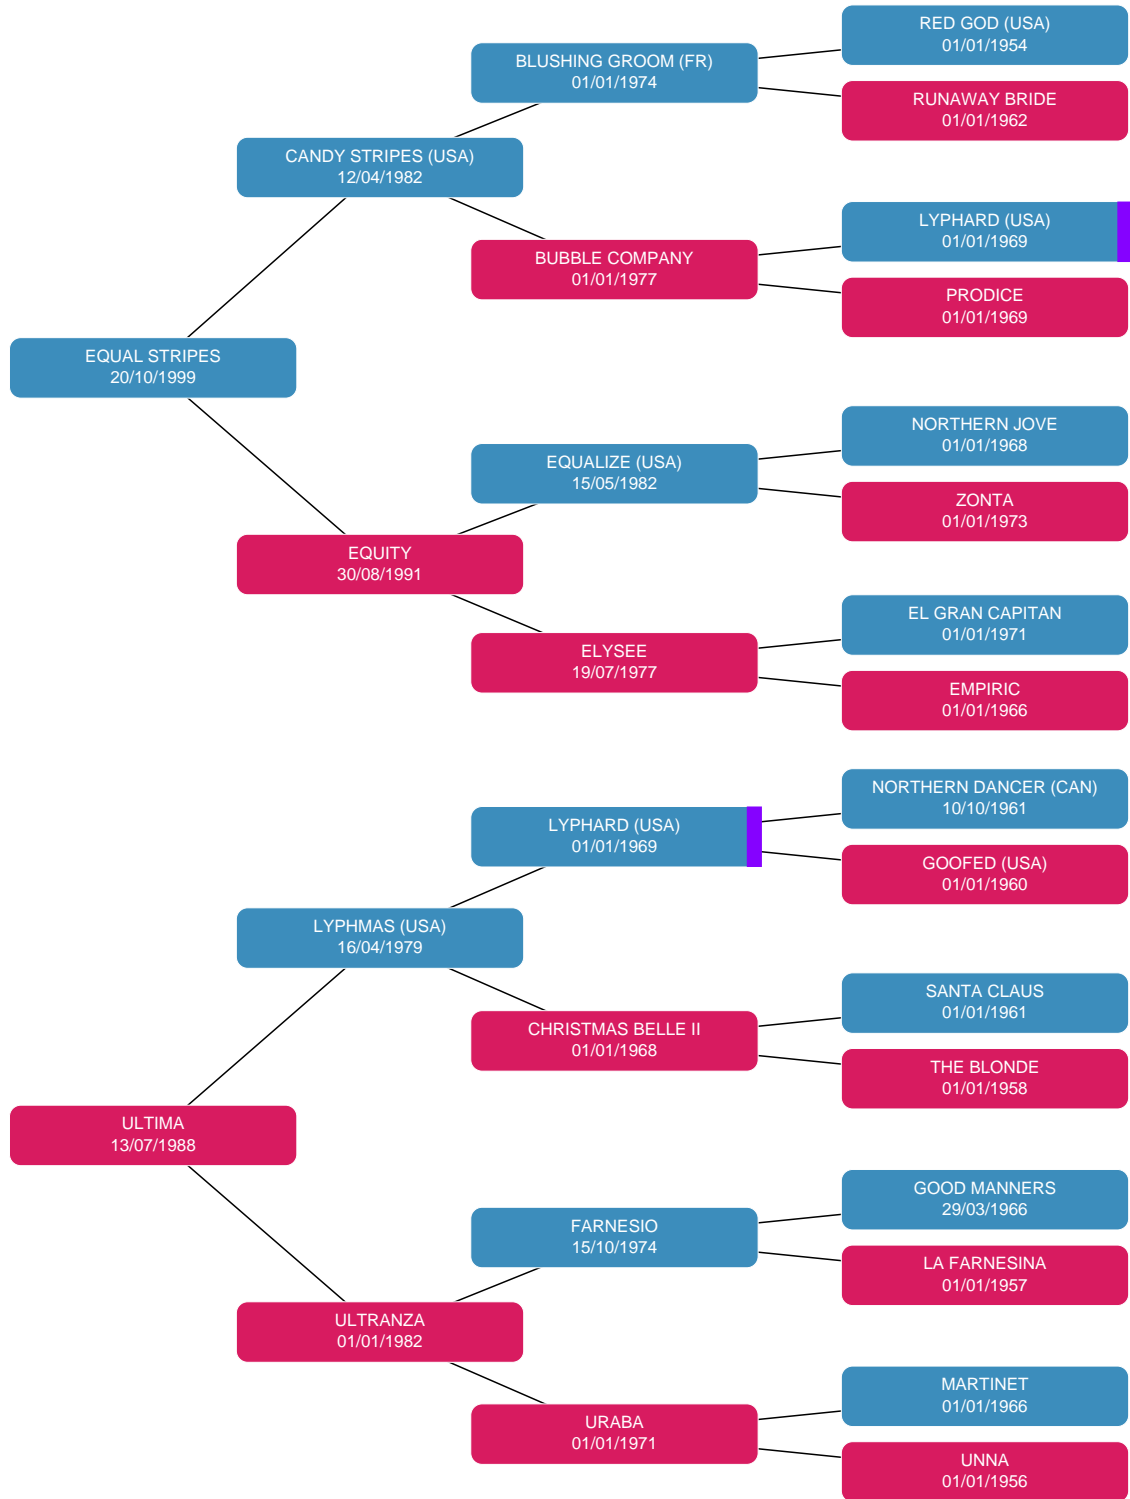 RED GOD (USA)
01/01/1954
BLUSHING GROOM (FR)
01/01/1974
RUNAWAY BRIDE
01/01/1962
CANDY STRIPES (USA)
12/04/1982
LYPHARD (USA)
01/01/1969
BUBBLE COMPANY
01/01/1977
PRODICE
01/01/1969
EQUAL STRIPES
20/10/1999
NORTHERN JOVE
01/01/1968
EQUALIZE (USA)
15/05/1982
ZONTA
01/01/1973
EQUITY
30/08/1991
EL GRAN CAPITAN
01/01/1971
ELYSEE
19/07/1977
EMPIRIC
01/01/1966
NORTHERN DANCER (CAN)
10/10/1961
LYPHARD (USA)
01/01/1969
GOOFED (USA)
01/01/1960
LYPHMAS (USA)
16/04/1979
SANTA CLAUS
01/01/1961
CHRISTMAS BELLE II
01/01/1968
THE BLONDE
01/01/1958
ULTIMA
13/07/1988
GOOD MANNERS
29/03/1966
FARNESIO
15/10/1974
LA FARNESINA
01/01/1957
ULTRANZA
01/01/1982
MARTINET
01/01/1966
URABA
01/01/1971
UNNA
01/01/1956